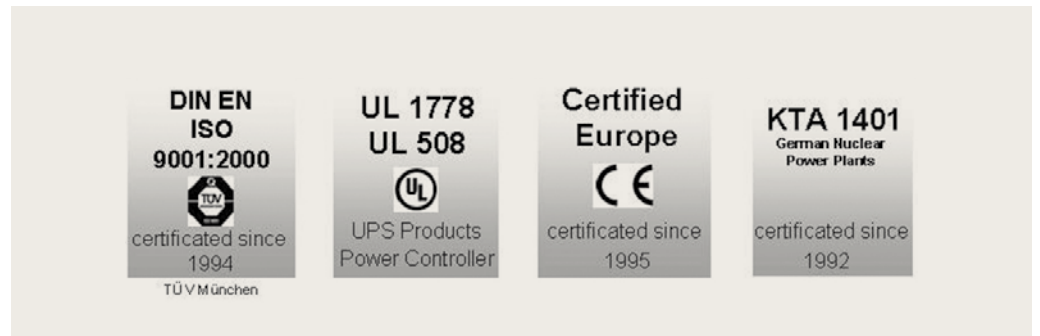 DIN EN
ISO
9001:2000
TÜV
certificated since
1994
TÜV München
UL 1778
UL 508
UL
UPS Products
Power Controller
Certified
Europe
CE
certificated since
1995
KTA 1401
German Nuclear
Power Plants
certificated since
1992